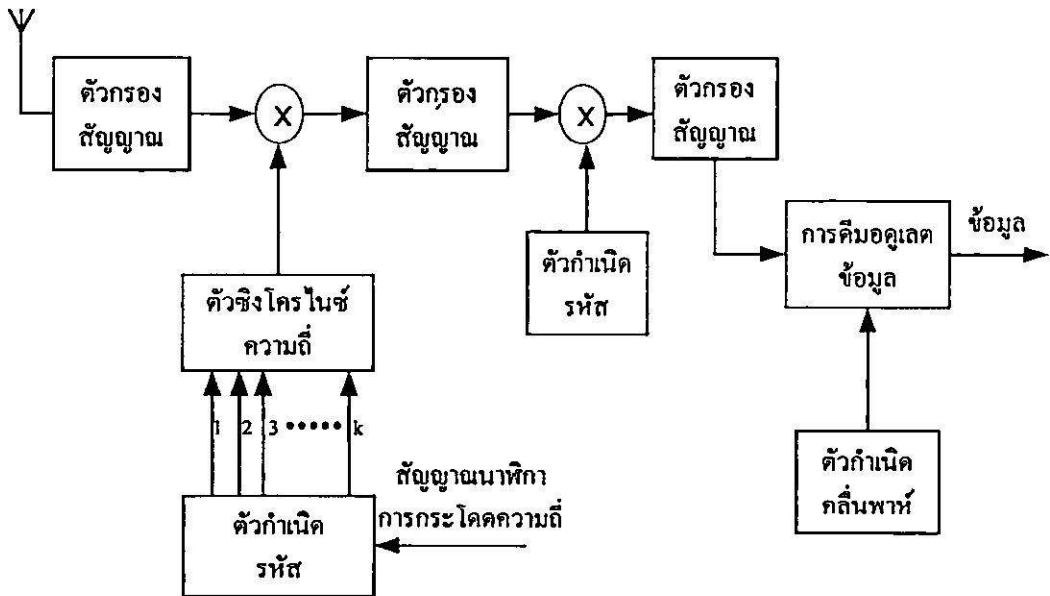 ตัวกรอง
สัญญาณ
X
ตัวกรอง
สัญญาณ
X
ตัวกรอง
สัญญาณ
การดีมอดูเลต
ข้อมูล
ข้อมูล
ตัวกำเนิด
รหัส
ตัวซิงโครไนซ์
ความถี่
1 2 3 ••••• k
ตัวกำเนิด
คลื่นพาห์
สัญญาณนาฬิกา
การกระโดดความถี่
ตัวกำเนิด
รหัส